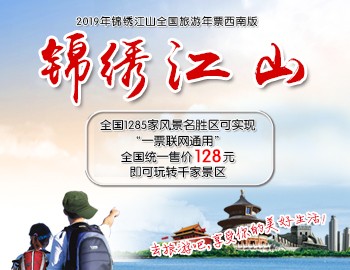 2019年锦绣江山全国旅游年票西南版
锦绣江山
全国1285家风景名胜区可实现
“一票联网通用”
全国统一售价128元
即可玩转千家景区
去旅游吧,享受你的美好生活!